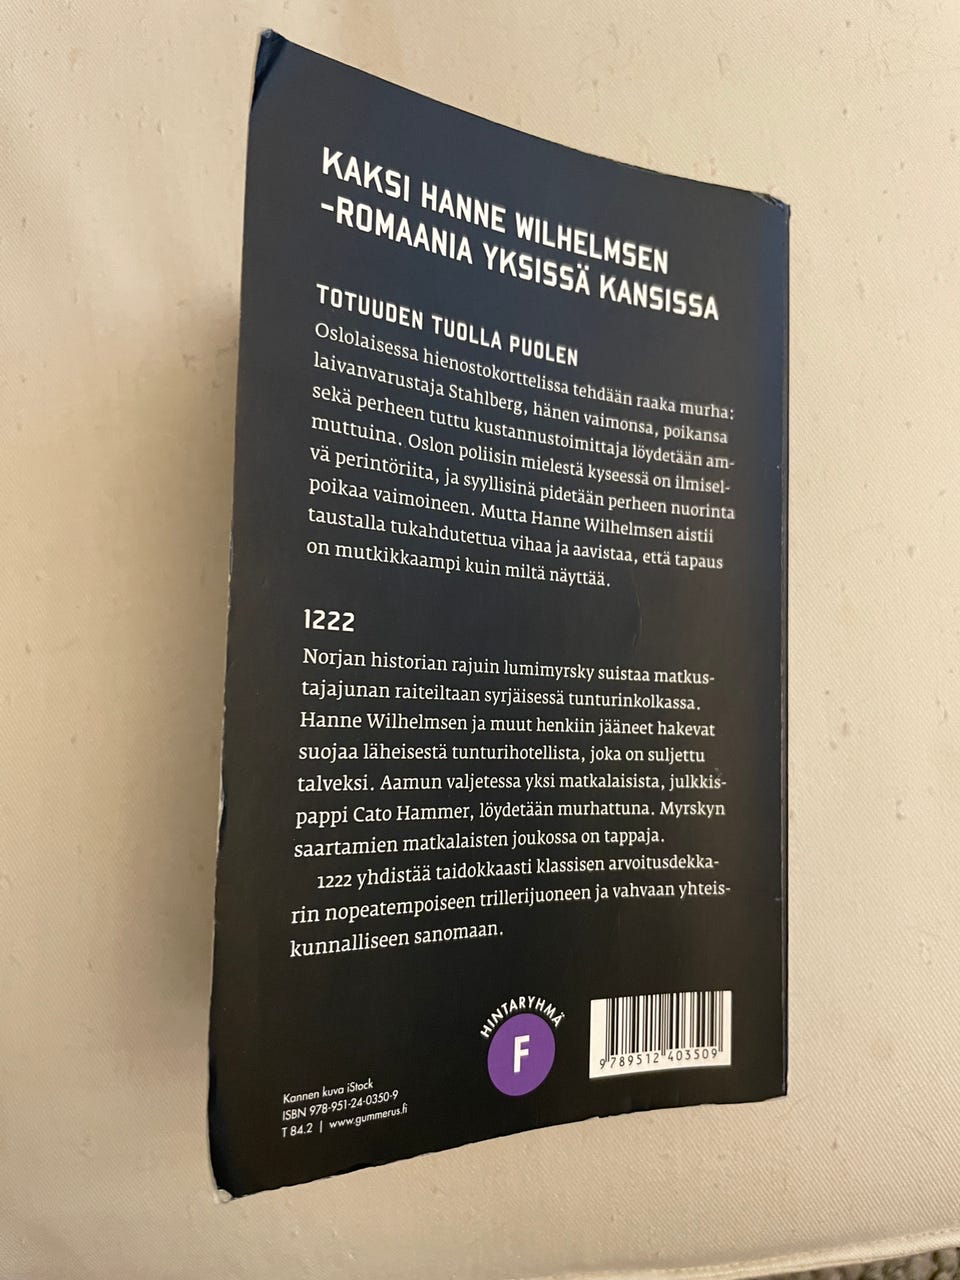 KAKSI HANNE WILHELMSEN
–ROMAANIA YKSISSÄ KANSISSA
TOTUUDEN TUOLLA PUOLEN
Oslolaisessa hienostokorttelissa tehdään raaka murha:
laivanvarustaja Stahlberg, hänen vaimonsa, poikansa
sekä perheen tuttu kustannustoimittaja löydetään am-
muttuina. Oslon poliisin mielestä kyseessä on ilmisel-
vä perintöriita, ja syyllisinä pidetään perheen nuorinta
poikaa vaimoineen. Mutta Hanne Wilhelmsen aistii
taustalla tukahdutettua vihaa ja aavistaa, että tapaus
on mutkikkaampi kuin miltä näyttää.
1222
Norjan historian rajuin lumimyrsky suistaa matkus-
tajajunan raiteiltaan syrjäisessä tunturinkolkassa.
Hanne Wilhelmsen ja muut henkiin jääneet hakevat
suojaa läheisestä tunturihotellista, joka on suljettu
talveksi. Aamun valjetessa yksi matkalaisista, julkkis-
pappi Cato Hammer, löydetään murhattuna. Myrskyn
saartamien matkalaisten joukossa on tappaja.
1222 yhdistää taidokkaasti klassisen arvoitusdekka-
rin nopeatempoiseen trillerijuoneen ja vahvaan yhteis-
kunnalliseen sanomaan.
HINTARYHMÄ
F
9 789512 403509
Kannen kuva iStock
ISBN 978-951-24-0350-9
T 84.2 | www.gummerus.fi